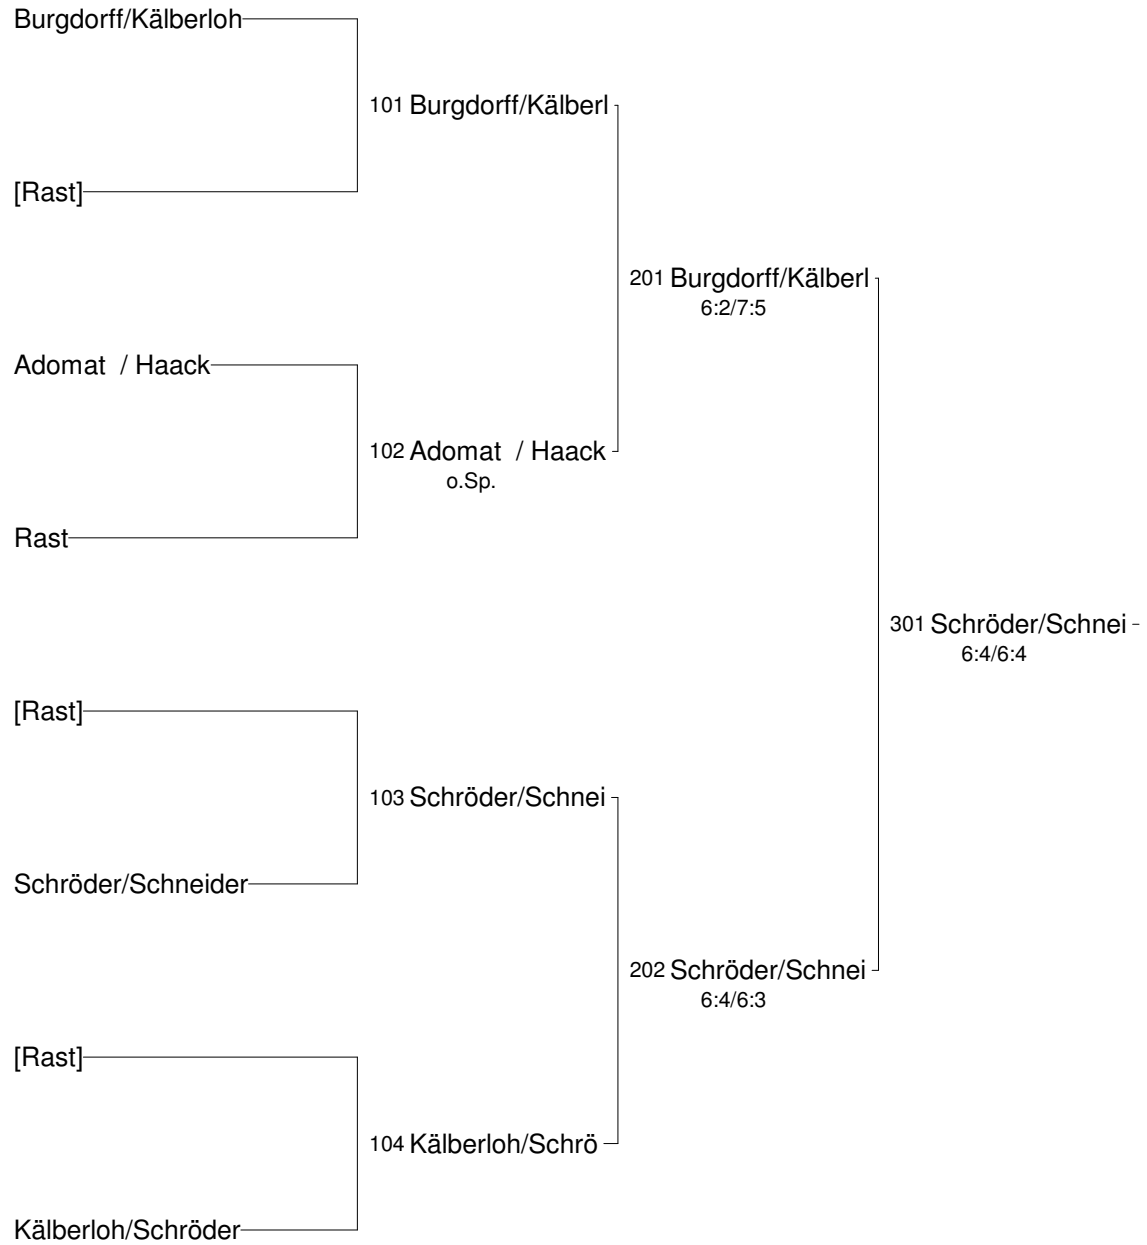 Burgdorff/Kälberloh
101 Burgdorff/Kälberl
[Rast]
201 Burgdorff/Kälberl
6:2/7:5
Adomat / Haack
102 Adomat / Haack
o.Sp.
Rast
301 Schröder/Schnei
6:4/6:4
[Rast]
103 Schröder/Schnei
Schröder/Schneider
202 Schröder/Schnei
6:4/6:3
[Rast]
104 Kälberloh/Schrö
Kälberloh/Schröder